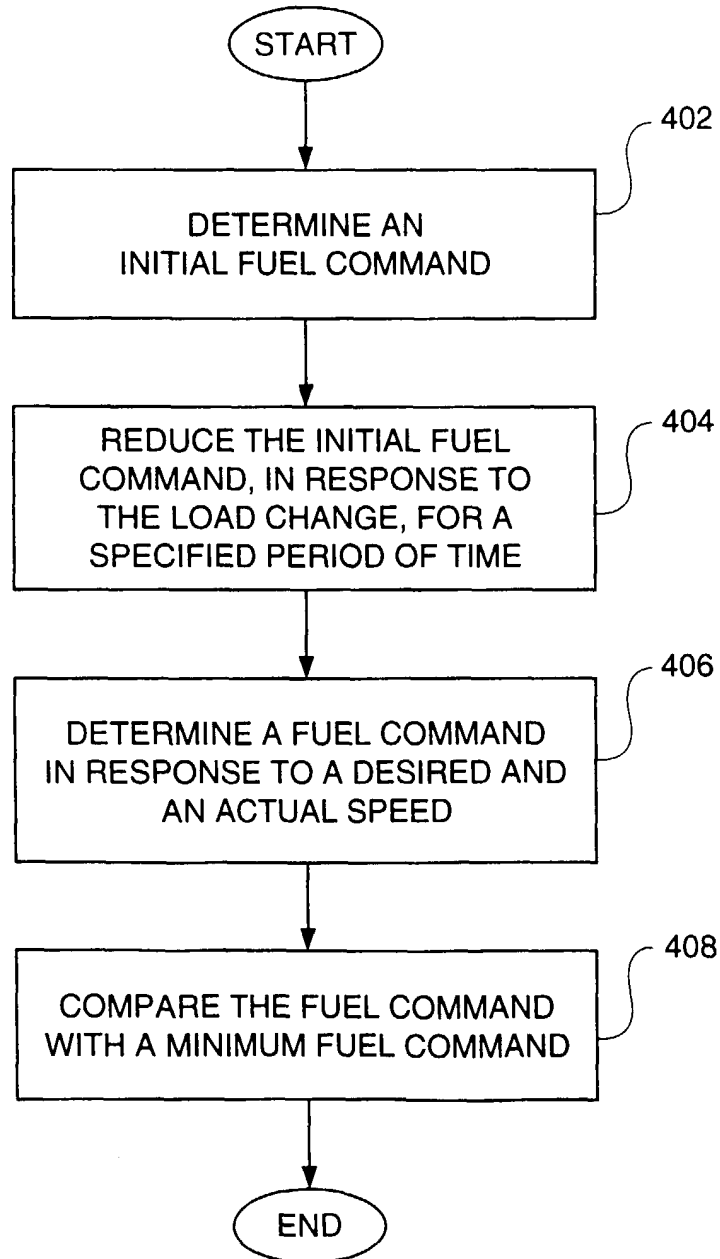 START
402
DETERMINE AN
INITIAL FUEL COMMAND
404
REDUCE THE INITIAL FUEL
COMMAND, IN RESPONSE TO
THE LOAD CHANGE, FOR A
SPECIFIED PERIOD OF TIME
406
DETERMINE A FUEL COMMAND
IN RESPONSE TO A DESIRED AND
AN ACTUAL SPEED
408
COMPARE THE FUEL COMMAND
WITH A MINIMUM FUEL COMMAND
END